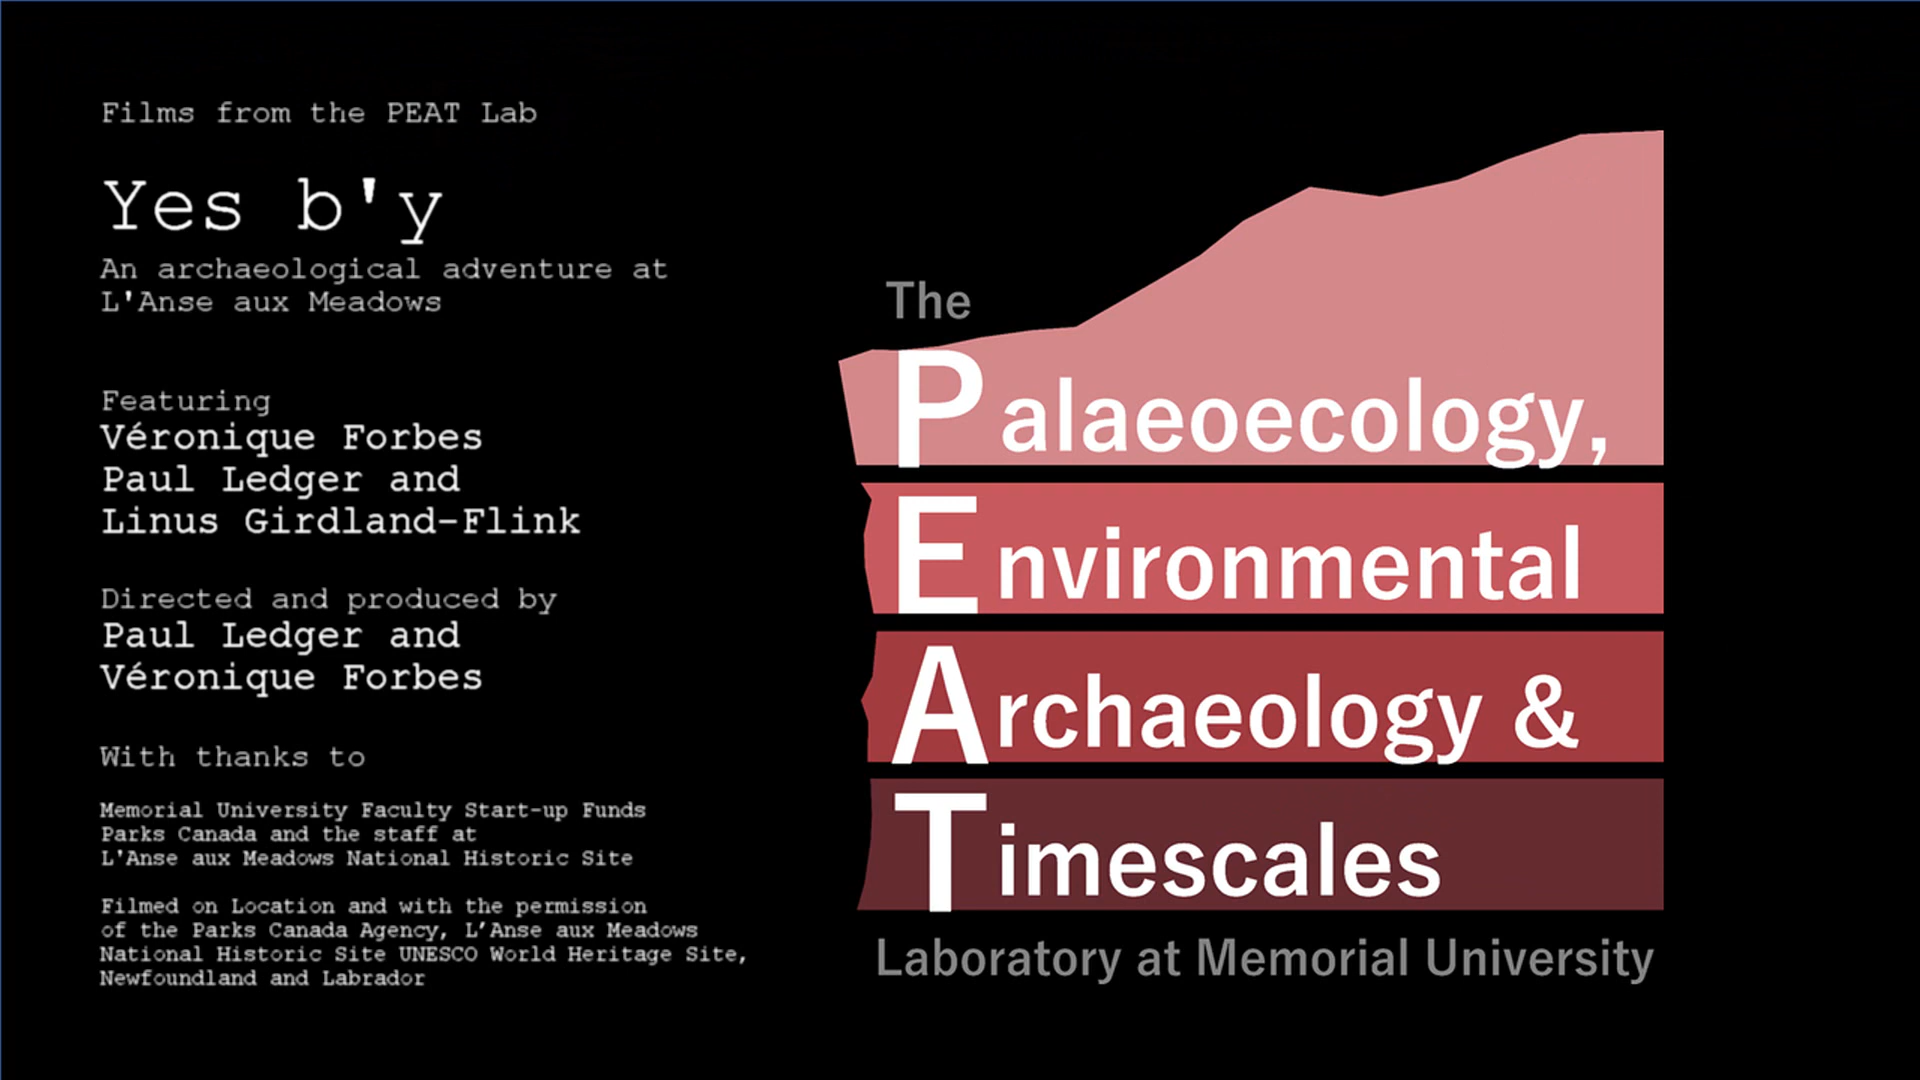 Films from the PEAT Lab
Yes b'y
An archaeological adventure at
L'Anse aux Meadows
Featuring
Véronique Forbes
Paul Ledger and
Linus Girdland-Flink
Directed and produced by
Paul Ledger and
Véronique Forbes
With thanks to
Memorial University Faculty Start-up Funds
Parks Canada and the staff at
L'Anse aux Meadows National Historic Site
Filmed on Location and with the permission
of the Parks Canada Agency, L’Anse aux Meadows
National Historic Site UNESCO World Heritage Site,
Newfoundland and Labrador
The
Palaeoecology,
Environmental
Archaeology &
Timescales
Laboratory at Memorial University